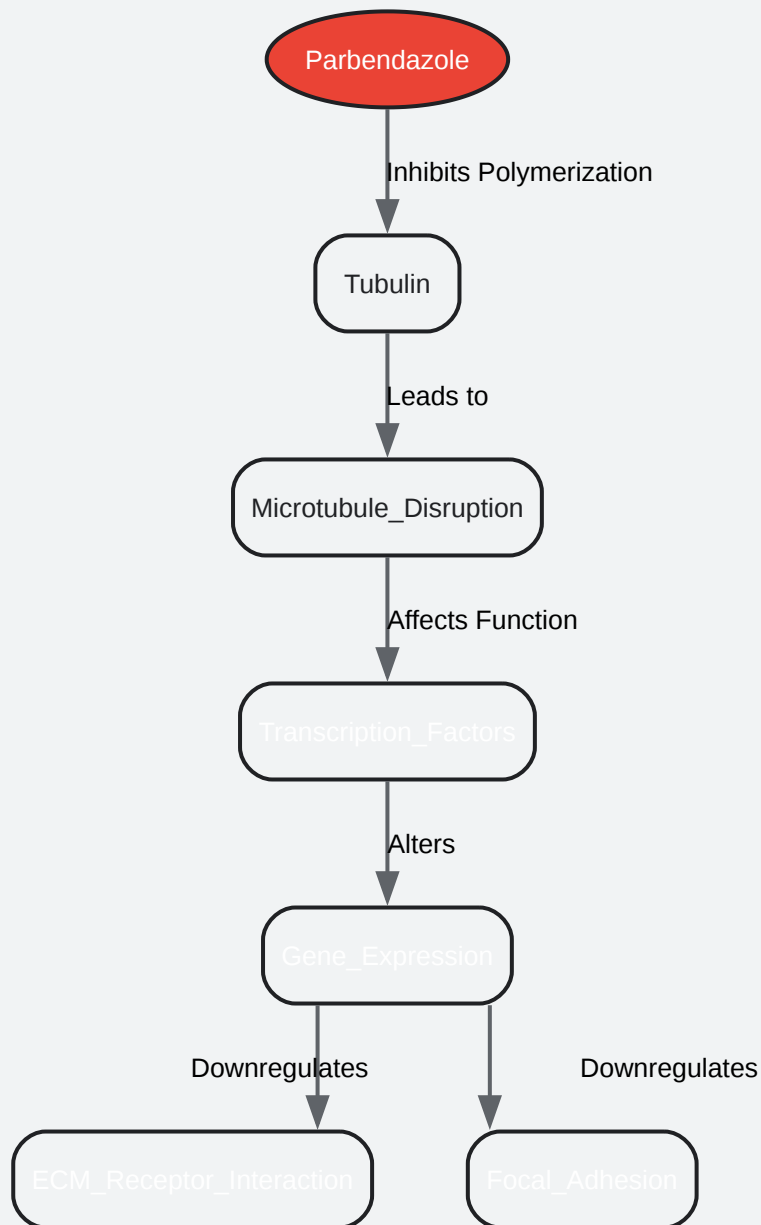 Parbendazole
Inhibits Polymerization
Tubulin
Leads to
Microtubule_Disruption
Affects Function
Transcription_Factors
Alters
Gene_Expression
Downregulates
Downregulates
ECM_Receptor_Interaction
Focal_Adhesion